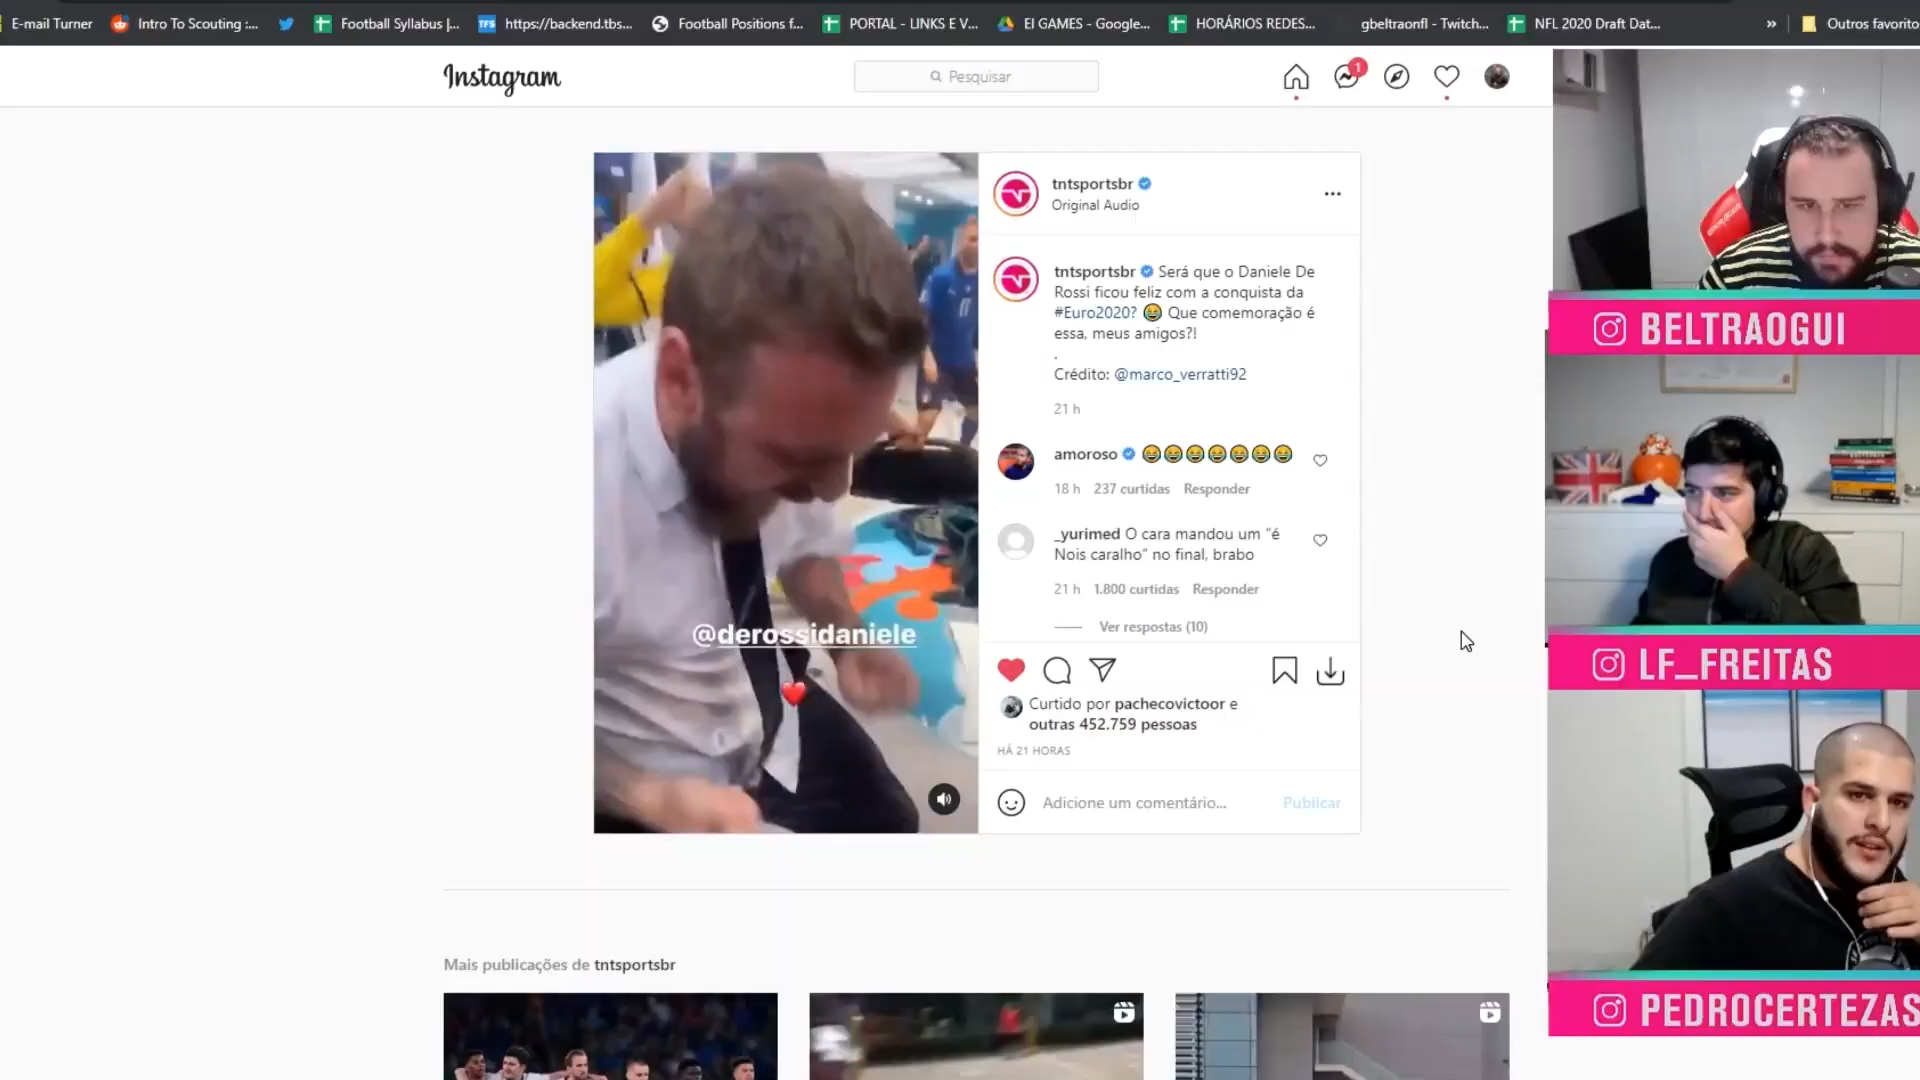 E-mail Turner
Intro To Scouting :...
Football Syllabus |...
TFS https://backend.tbs...
Football Positions f...
PORTAL - LINKS E V...
EI GAMES - Google...
HORÁRIOS REDES...
gbeltraonfl - Twitch...
NFL 2020 Draft Dat...
»
Outros favorito
Instagram
Pesquisar
1
tntsportsbr
Original Audio
...
tntsportsbr Será que o Daniele De
Rossi ficou feliz com a conquista da
#Euro2020? 😂 Que comemoração é
essa, meus amigos?!
.
Crédito: @marco_verratti92
21 h
amoroso 😂😂😂😂😂😂😂
18 h 237 curtidas Responder
_yurimed O cara mandou um “é
Nois caralho” no final, brabo
21 h 1.800 curtidas Responder
Ver respostas (10)
Curtido por pachecovictoor e
outras 452.759 pessoas
HÁ 21 HORAS
Adicione um comentário... Publicar
@derossidaniele
❤️
11
Mais publicações de tntsportsbr
BELTRAOGUI
LF_FREITAS
PEDROCERTEZAS